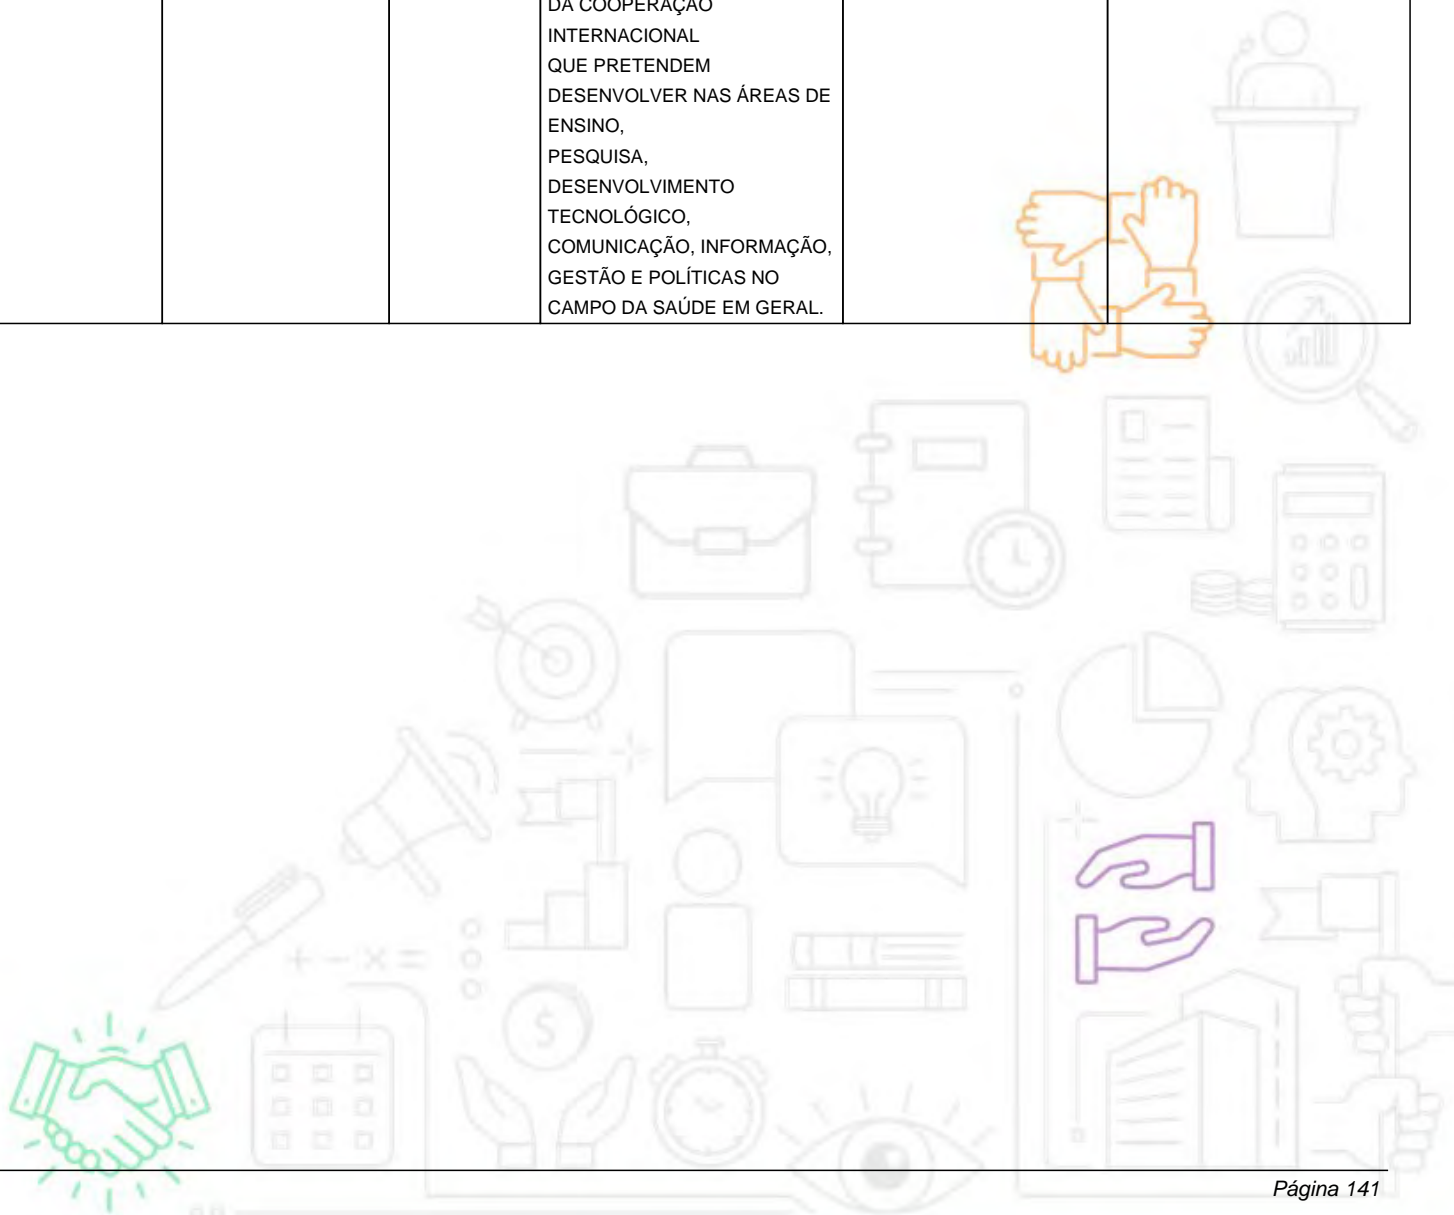 DA COOPERAÇÃO
INTERNACIONAL
QUE PRETENDEM
DESENVOLVER NAS ÁREAS DE
ENSINO,
PESQUISA,
DESENVOLVIMENTO
TECNOLÓGICO,
COMUNICAÇÃO, INFORMAÇÃO,
GESTÃO E POLÍTICAS NO
CAMPO DA SAÚDE EM GERAL.
Página 141